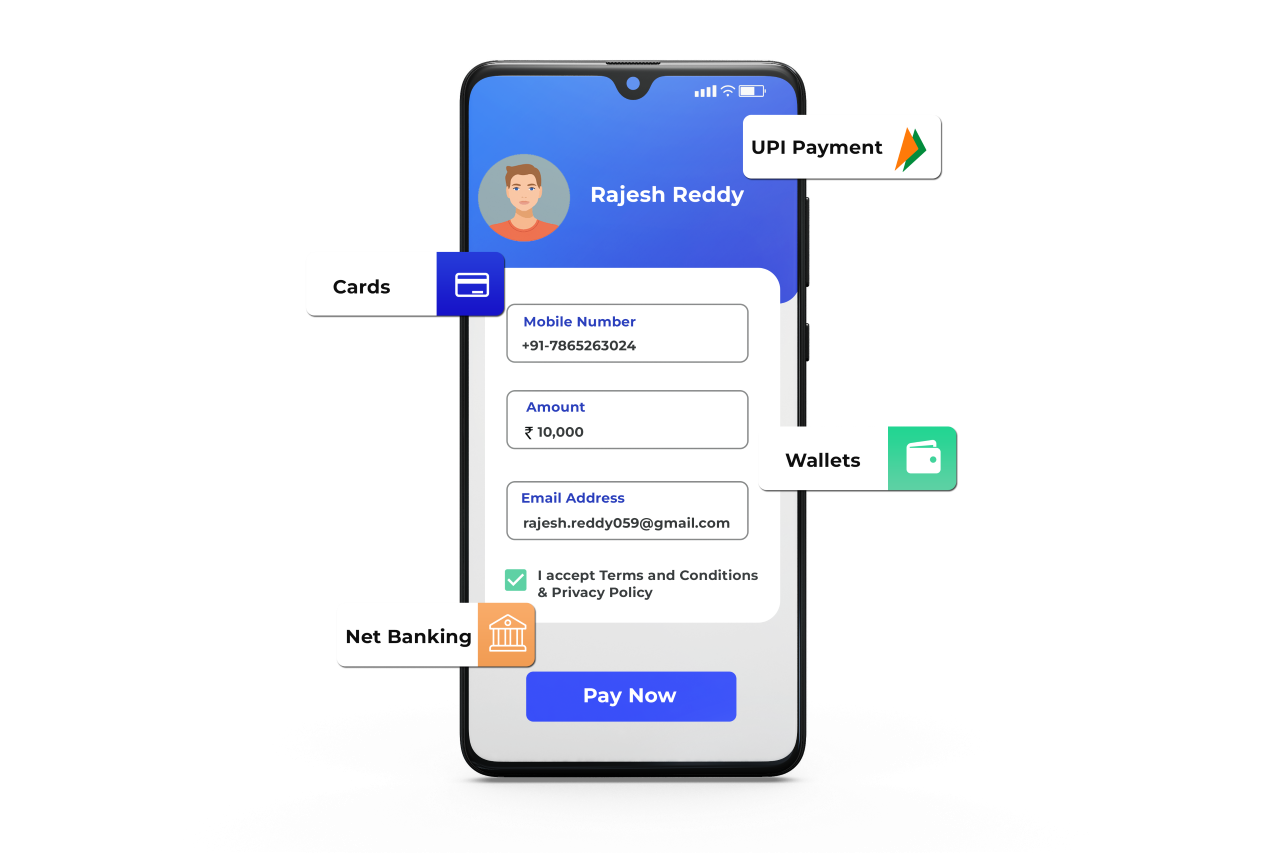 UPI Payment
Rajesh Reddy
Cards
Mobile Number
+91-7865263024
Amount
₹ 10,000
Wallets
Email Address
rajesh.reddy059@gmail.com
I accept Terms and Conditions
& Privacy Policy
Net Banking
Pay Now